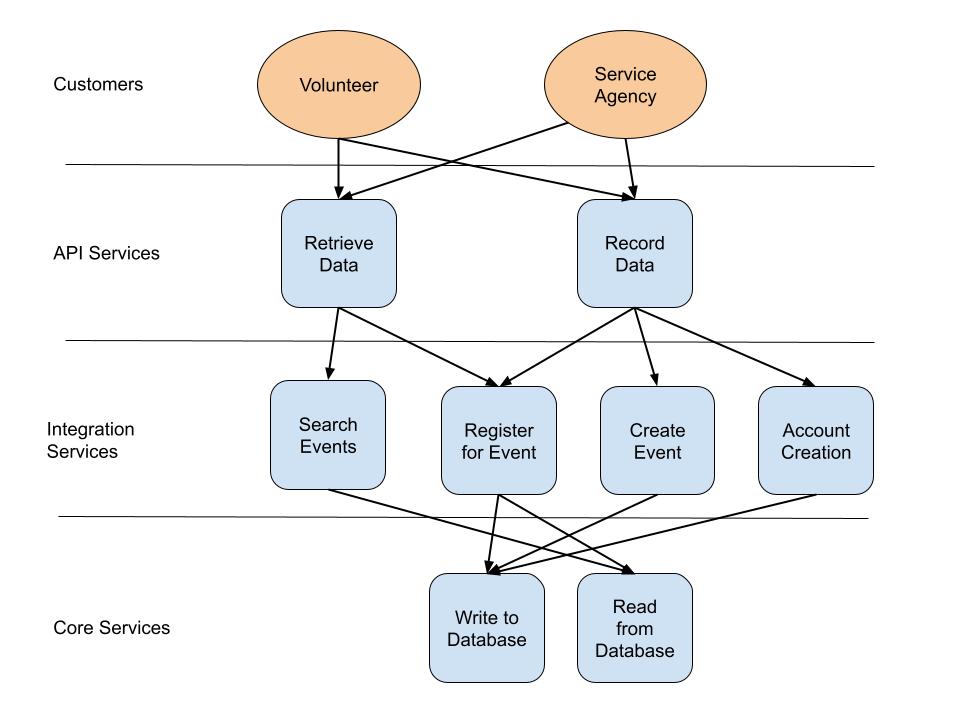 Customers
Volunteer
Service
Agency
API Services
Retrieve
Data
Record
Data
Integration
Services
Search
Events
Register
for Event
Create
Event
Account
Creation
Core Services
Write to
Database
Read
from
Database